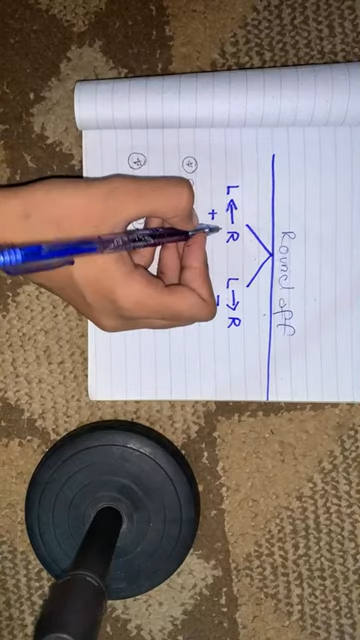 Round off
L ← R L → R
+ -